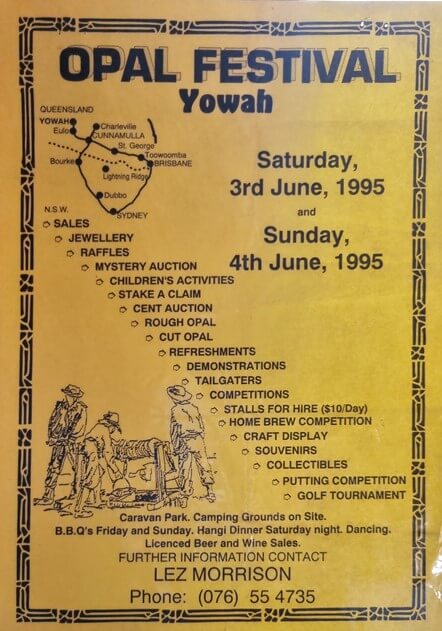 OPAL FESTIVAL
Yowah
QUEENSLAND
YOWAH
Eulo
Charleville
CUNNAMULLA
St. George
Toowoomba
BRISBANE
Bourke
Lightning Ridge
Dubbo
N.S.W.
SYDNEY
Saturday,
3rd June, 1995
and
Sunday,
4th June, 1995
SALES
JEWELLERY
RAFFLES
MYSTERY AUCTION
CHILDREN'S ACTIVITIES
STAKE A CLAIM
CENT AUCTION
ROUGH OPAL
CUT OPAL
REFRESHMENTS
DEMONSTRATIONS
TAILGATERS
COMPETITIONS
STALLS FOR HIRE ($10/Day)
HOME BREW COMPETITION
CRAFT DISPLAY
SOUVENIRS
COLLECTIBLES
PUTTING COMPETITION
GOLF TOURNAMENT
Caravan Park. Camping Grounds on Site.
B.B.Q's Friday and Sunday. Hangi Dinner Saturday night. Dancing.
Licenced Beer and Wine Sales.
FURTHER INFORMATION CONTACT
LEZ MORRISON
Phone: (076) 55 4735